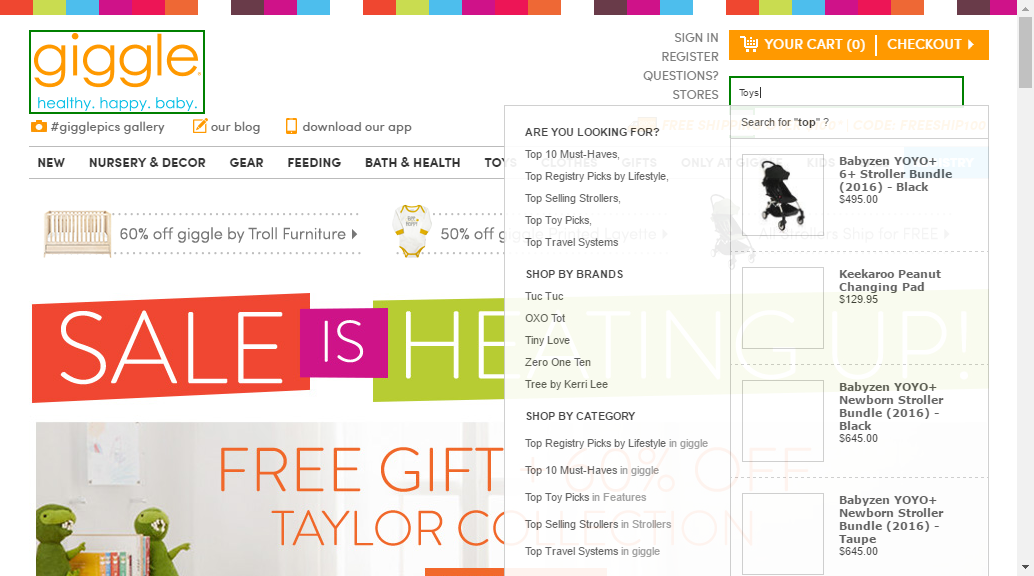 giggle
healthy. happy. baby.
SIGN IN
REGISTER
QUESTIONS?
STORES
YOUR CART (0)
CHECKOUT
Toys
#gigglepics gallery
our blog
download our app
NEW
NURSERY & DECOR
GEAR
FEEDING
BATH & HEALTH
TOYS
CLOTHES
GIFTS
ONLY AT GIGGLE
KIDS
60% off giggle by Troll Furniture
50% off giggle Printed Layette
All Strollers Ship for FREE
SALE
IS
HEATING UP!
FREE GIFT + 60% OFF
TAYLOR COLLECTION
ARE YOU LOOKING FOR?
Top 10 Must-Haves,
Top Registry Picks by Lifestyle,
Top Selling Strollers,
Top Toy Picks,
Top Travel Systems
SHOP BY BRANDS
Tuc Tuc
OXO Tot
Tiny Love
Zero One Ten
Tree by Kerri Lee
SHOP BY CATEGORY
Top Registry Picks by Lifestyle in giggle
Top 10 Must-Haves in giggle
Top Toy Picks in Features
Top Selling Strollers in Strollers
Top Travel Systems in giggle
Search for "top" ?
Babyzen YOYO+
6+ Stroller Bundle
(2016) - Black
$495.00
Keekaroo Peanut
Changing Pad
$129.95
Babyzen YOYO+
Newborn Stroller
Bundle (2016) -
Black
$645.00
Babyzen YOYO+
Newborn Stroller
Bundle (2016) -
Taupe
$645.00